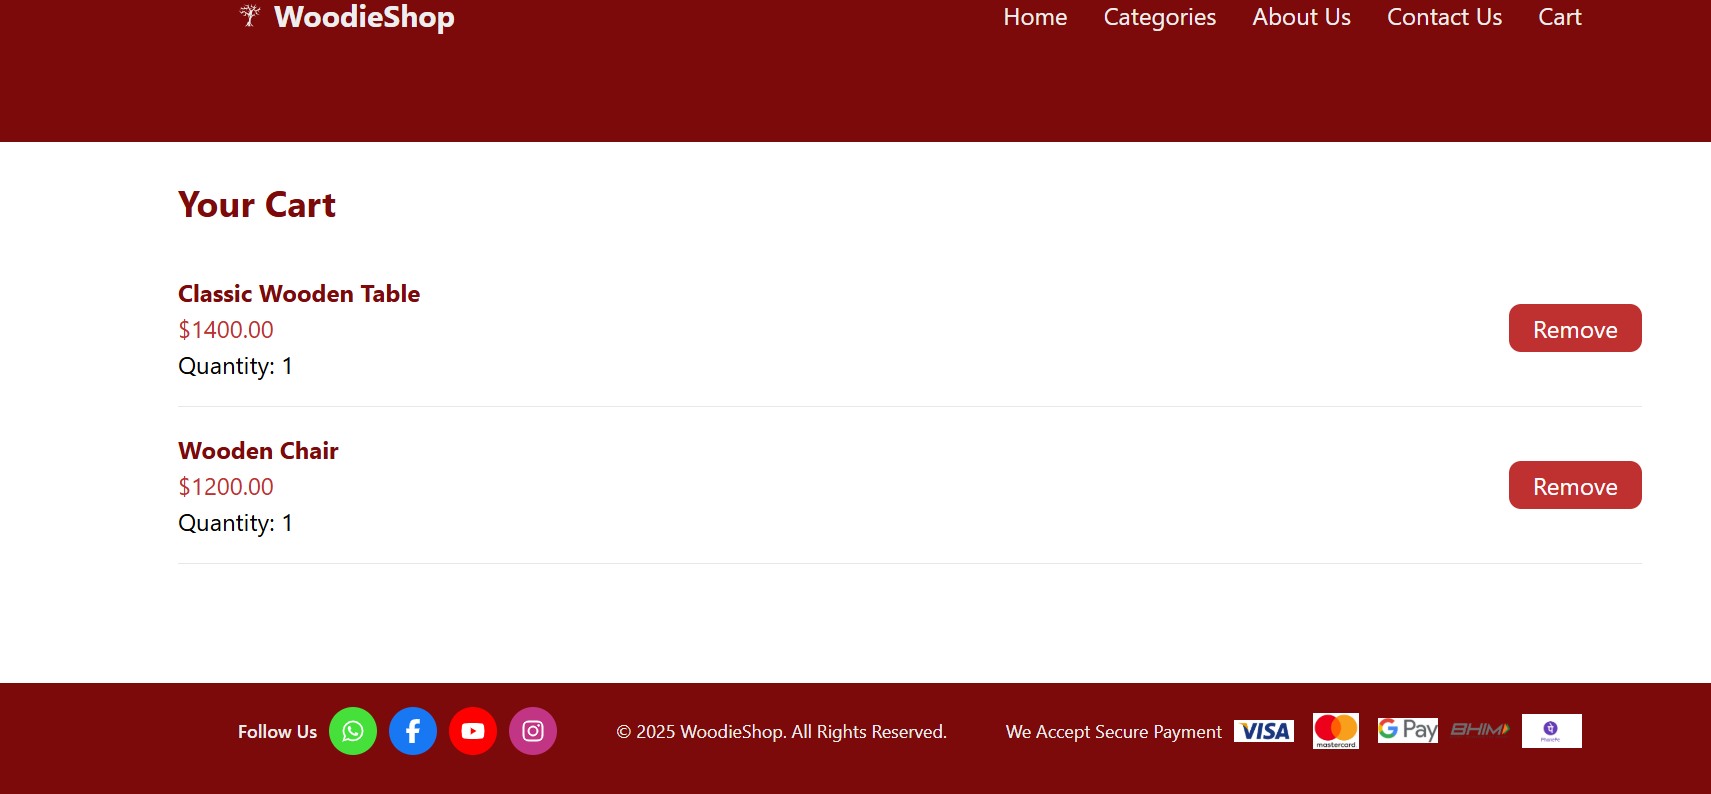 WoodieShop
Home Categories About Us Contact Us Cart
Your Cart
Classic Wooden Table
$1400.00
Quantity: 1
Remove
Wooden Chair
$1200.00
Quantity: 1
Remove
Follow Us
© 2025 WoodieShop. All Rights Reserved.
We Accept Secure Payment
VISA
mastercard.
G Pay
BHIM
PhonePe